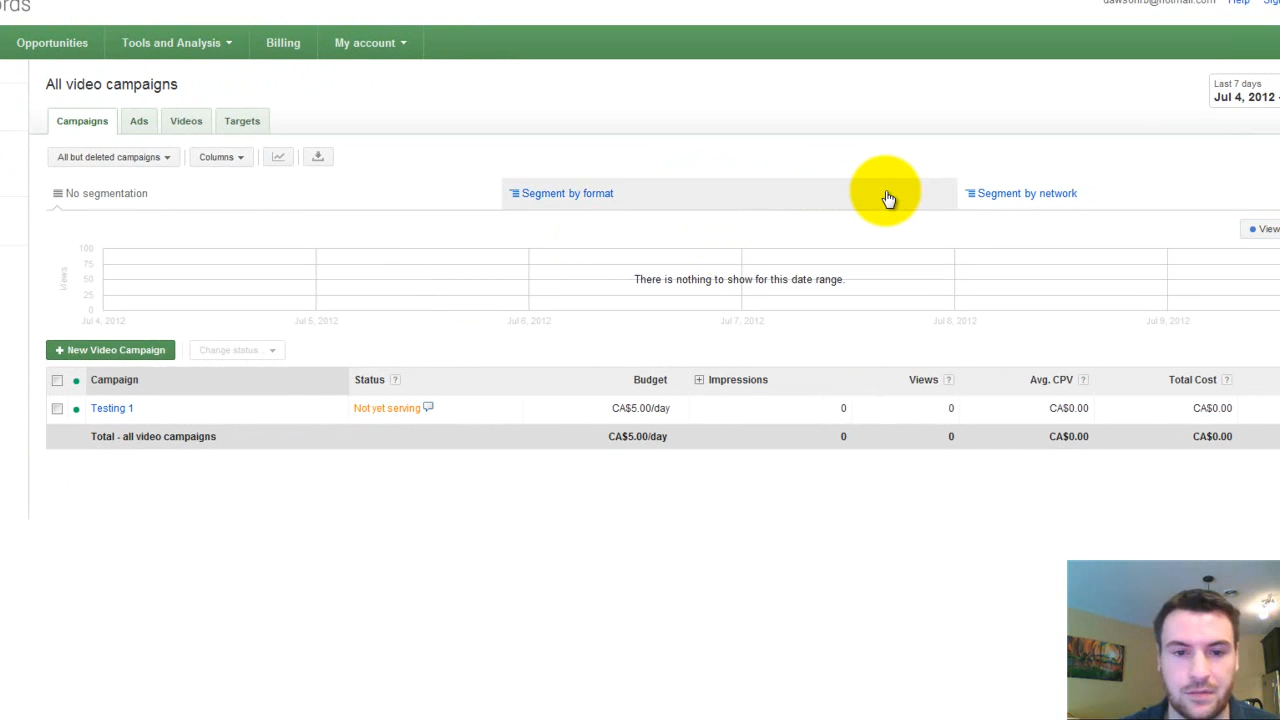 ords
dawsonrb@hotmail.com Help
Opportunities Tools and Analysis Billing My account
All video campaigns
Last 7 days
Jul 4, 2012 -
Campaigns Ads Videos Targets
All but deleted campaigns Columns
No segmentation Segment by format Segment by network
View
100
75
50
25
0
Views
There is nothing to show for this date range.
Jul 4, 2012 Jul 5, 2012 Jul 6, 2012 Jul 7, 2012 Jul 8, 2012 Jul 9, 2012
+ New Video Campaign Change status...
Campaign Status ? Budget + Impressions Views ? Avg. CPV ? Total Cost ?
Testing 1 Not yet serving CA$5.00/day 0 0 CA$0.00 CA$0.00
Total - all video campaigns CA$5.00/day 0 0 CA$0.00 CA$0.00